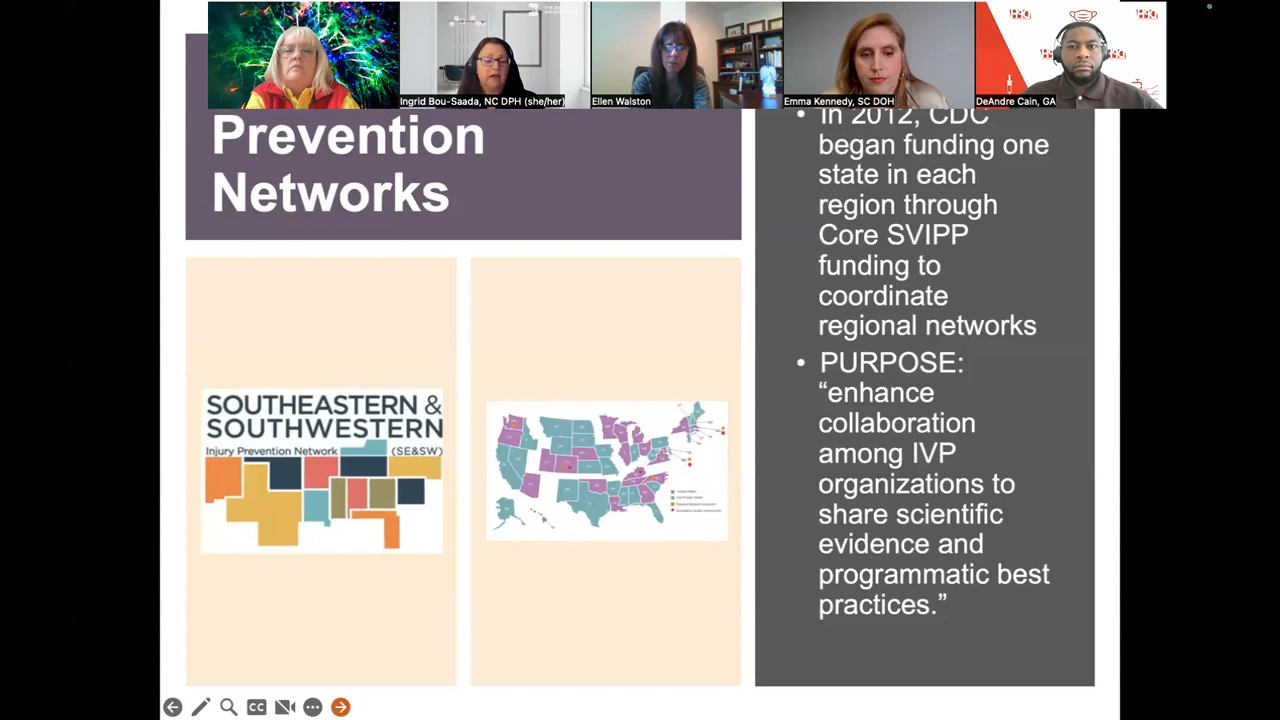 Ingrid Bou-Saada, NC DPH (she/her)
Ellen Walston
Emma Kennedy, SC DOH
DeAndre Cain, GA
Prevention
Networks
SOUTHEASTERN &
SOUTHWESTERN
Injury Prevention Network (SE&SW)
• In 2012, CDC
began funding one
state in each
region through
Core SVIPP
funding to
coordinate
regional networks
• PURPOSE:
“enhance
collaboration
among IVP
organizations to
share scientific
evidence and
programmatic best
practices.”
CC